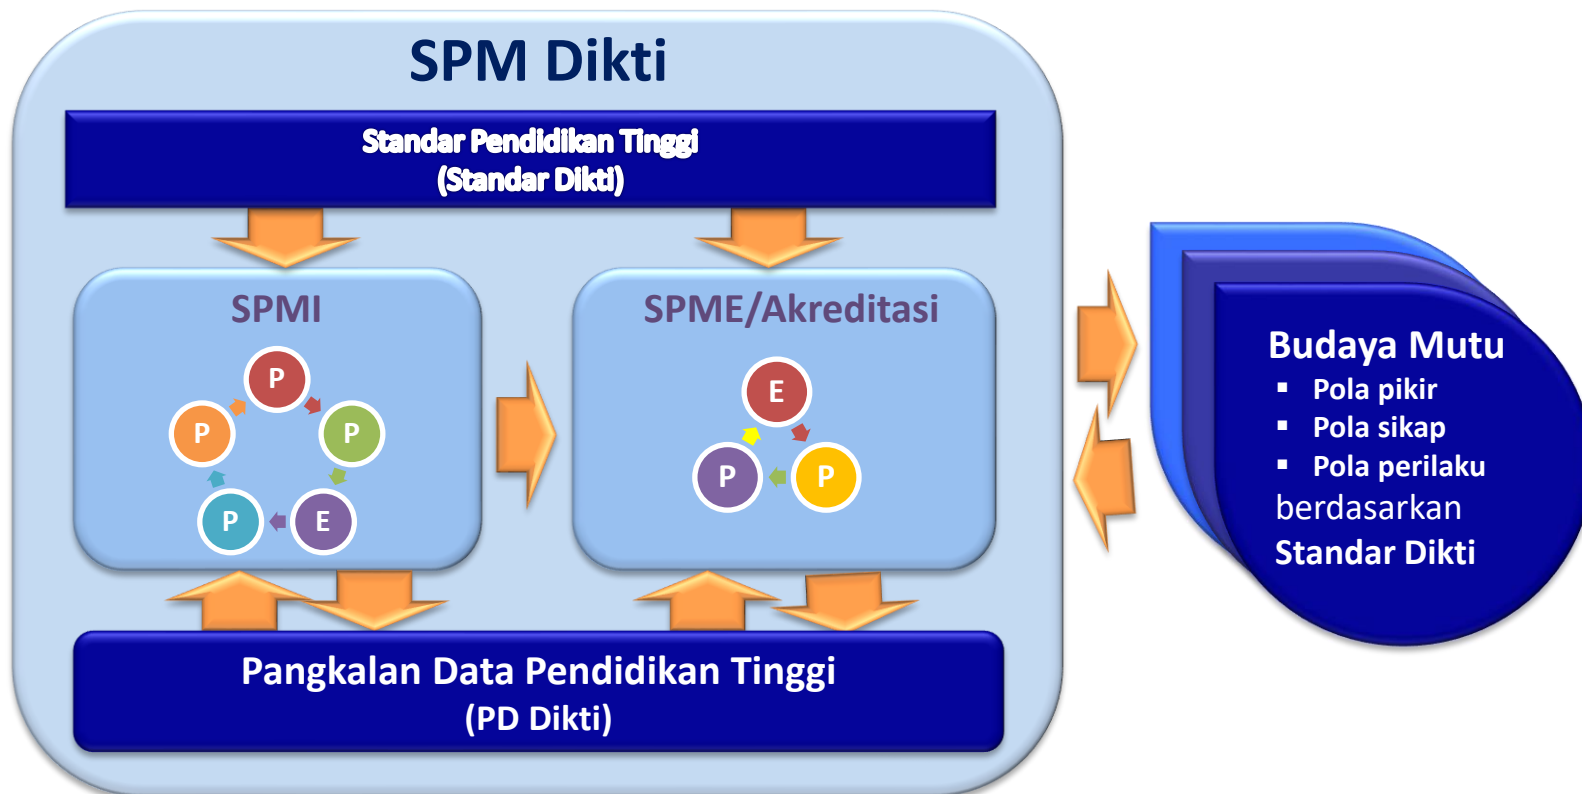 SPM Dikti
Standar Pendidikan Tinggi
(Standar Dikti)
SPMI
P
P
E
P
P
SPME/Akreditasi
E
P
P
Pangkalan Data Pendidikan Tinggi
(PD Dikti)
Budaya Mutu
▪ Pola pikir
▪ Pola sikap
▪ Pola perilaku
berdasarkan
Standar Dikti